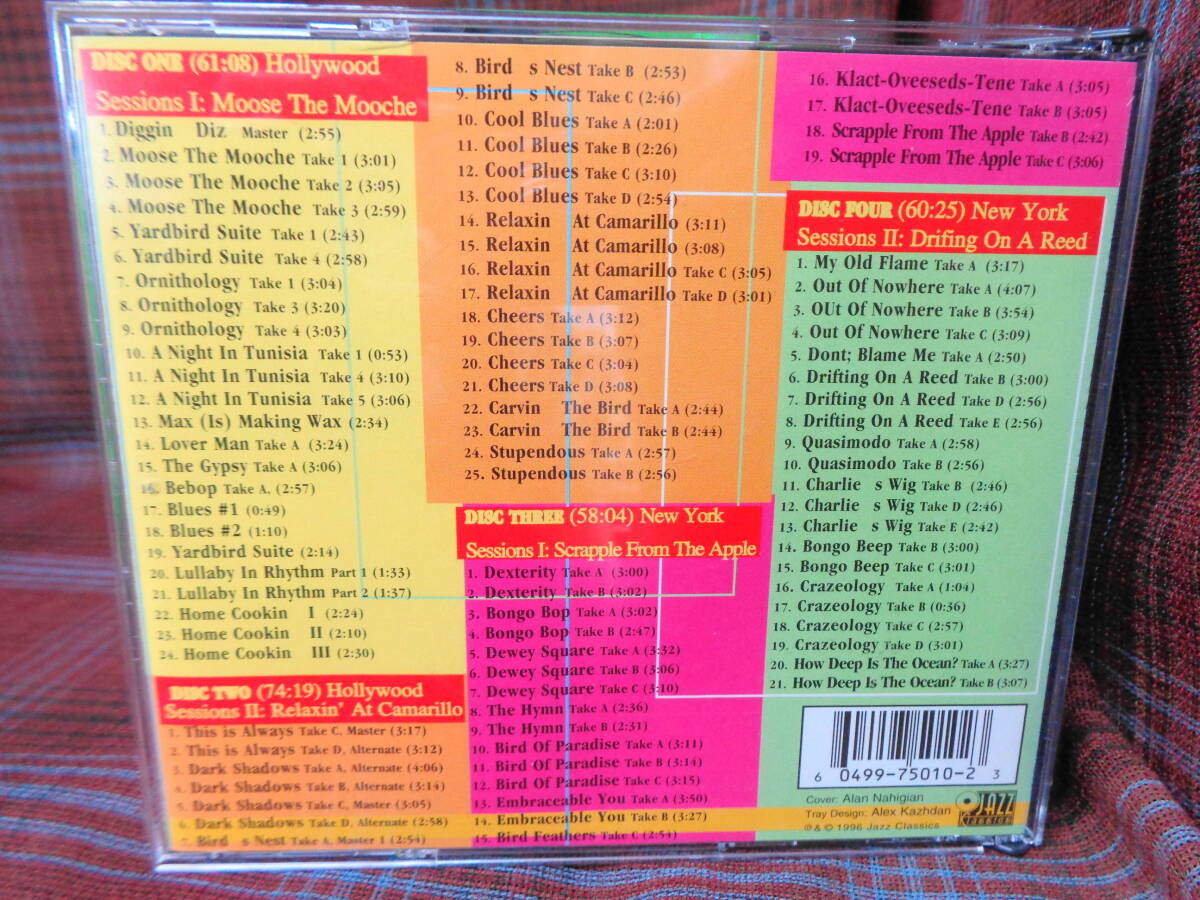 DISC ONE (61:08) Hollywood
Sessions I: Moose The Mooche
1. Diggin Diz Master (2:55)
2. Moose The Mooche Take 1 (3:01)
3. Moose The Mooche Take 2 (3:05)
4. Moose The Mooche Take 3 (2:59)
5. Yardbird Suite Take 1 (2:43)
6. Yardbird Suite Take 4 (2:58)
7. Ornithology Take 1 (3:04)
8. Ornithology Take 3 (3:20)
9. Ornithology Take 4 (3:03)
10. A Night In Tunisia Take 1 (0:53)
11. A Night In Tunisia Take 4 (3:10)
12. A Night In Tunisia Take 5 (3:06)
13. Max (Is) Making Wax (2:34)
14. Lover Man Take A (3:24)
15. The Gypsy Take A (3:06)
16. Bebop Take A, (2:57)
17. Blues #1 (0:49)
18. Blues #2 (1:10)
19. Yardbird Suite (2:14)
20. Lullaby In Rhythm Part 1 (1:33)
21. Lullaby In Rhythm Part 2 (1:37)
22. Home Cookin I (2:24)
23. Home Cookin II (2:10)
24. Home Cookin III (2:30)
DISC TWO (74:19) Hollywood
Sessions II: Relaxin' At Camarillo
1. This is Always Take C, Master (3:17)
2. This is Always Take D, Alternate (3:12)
3. Dark Shadows Take A, Alternate (4:06)
4. Dark Shadows Take B, Alternate (3:14)
5. Dark Shadows Take C, Master (3:05)
6. Dark Shadows Take D, Alternate (2:58)
7. Bird s Nest Take A, Master 1 (2:54)
8. Bird s Nest Take B (2:53)
9. Bird s Nest Take C (2:46)
10. Cool Blues Take A (2:01)
11. Cool Blues Take B (2:26)
12. Cool Blues Take C (3:10)
13. Cool Blues Take D (2:54)
14. Relaxin At Camarillo (3:11)
15. Relaxin At Camarillo (3:08)
16. Relaxin At Camarillo Take C (3:05)
17. Relaxin At Camarillo Take D (3:01)
18. Cheers Take A (3:12)
19. Cheers Take B (3:07)
20. Cheers Take C (3:04)
21. Cheers Take D (3:08)
22. Carvin The Bird Take A (2:44)
23. Carvin The Bird Take B (2:44)
24. Stupendous Take A (2:57)
25. Stupendous Take B (2:56)
DISC THREE (58:04) New York
Sessions I: Scrapple From The Apple
1. Dexterity Take A (3:00)
2. Dexterity Take B (3:02)
3. Bongo Bop Take A (3:02)
4. Bongo Bop Take B (2:47)
5. Dewey Square Take A (3:32)
6. Dewey Square Take B (3:06)
7. Dewey Square Take C (3:10)
8. The Hymn Take A (2:36)
9. The Hymn Take B (2:31)
10. Bird Of Paradise Take A (3:11)
11. Bird Of Paradise Take B (3:14)
12. Bird Of Paradise Take C (3:15)
13. Embraceable You Take A (3:50)
14. Embraceable You Take B (3:27)
15. Bird Feathers Take C (2:54)
16. Klact-Oveeseds-Tene Take A (3:05)
17. Klact-Oveeseds-Tene Take B (3:05)
18. Scrapple From The Apple Take B (2:42)
19. Scrapple From The Apple Take C (3:06)
DISC FOUR (60:25) New York
Sessions II: Drifing On A Reed
1. My Old Flame Take A (3:17)
2. Out Of Nowhere Take A (4:07)
3. OUt Of Nowhere Take B (3:54)
4. Out Of Nowhere Take C (3:09)
5. Dont; Blame Me Take A (2:50)
6. Drifting On A Reed Take B (3:00)
7. Drifting On A Reed Take D (2:56)
8. Drifting On A Reed Take E (2:56)
9. Quasimodo Take A (2:58)
10. Quasimodo Take B (2:56)
11. Charlie s Wig Take B (2:46)
12. Charlie s Wig Take D (2:46)
13. Charlie s Wig Take E (2:42)
14. Bongo Beep Take B (3:00)
15. Bongo Beep Take C (3:01)
16. Crazeology Take A (1:04)
17. Crazeology Take B (0:36)
18. Crazeology Take C (2:57)
19. Crazeology Take D (3:01)
20. How Deep Is The Ocean? Take A (3:27)
21. How Deep Is The Ocean? Take B (3:07)
6 0499-75010-2 3
Cover: Alan Nahigian
Tray Design: Alex Kazhdan
℗ & © 1996 Jazz Classics
JAZZ
CLASSICS